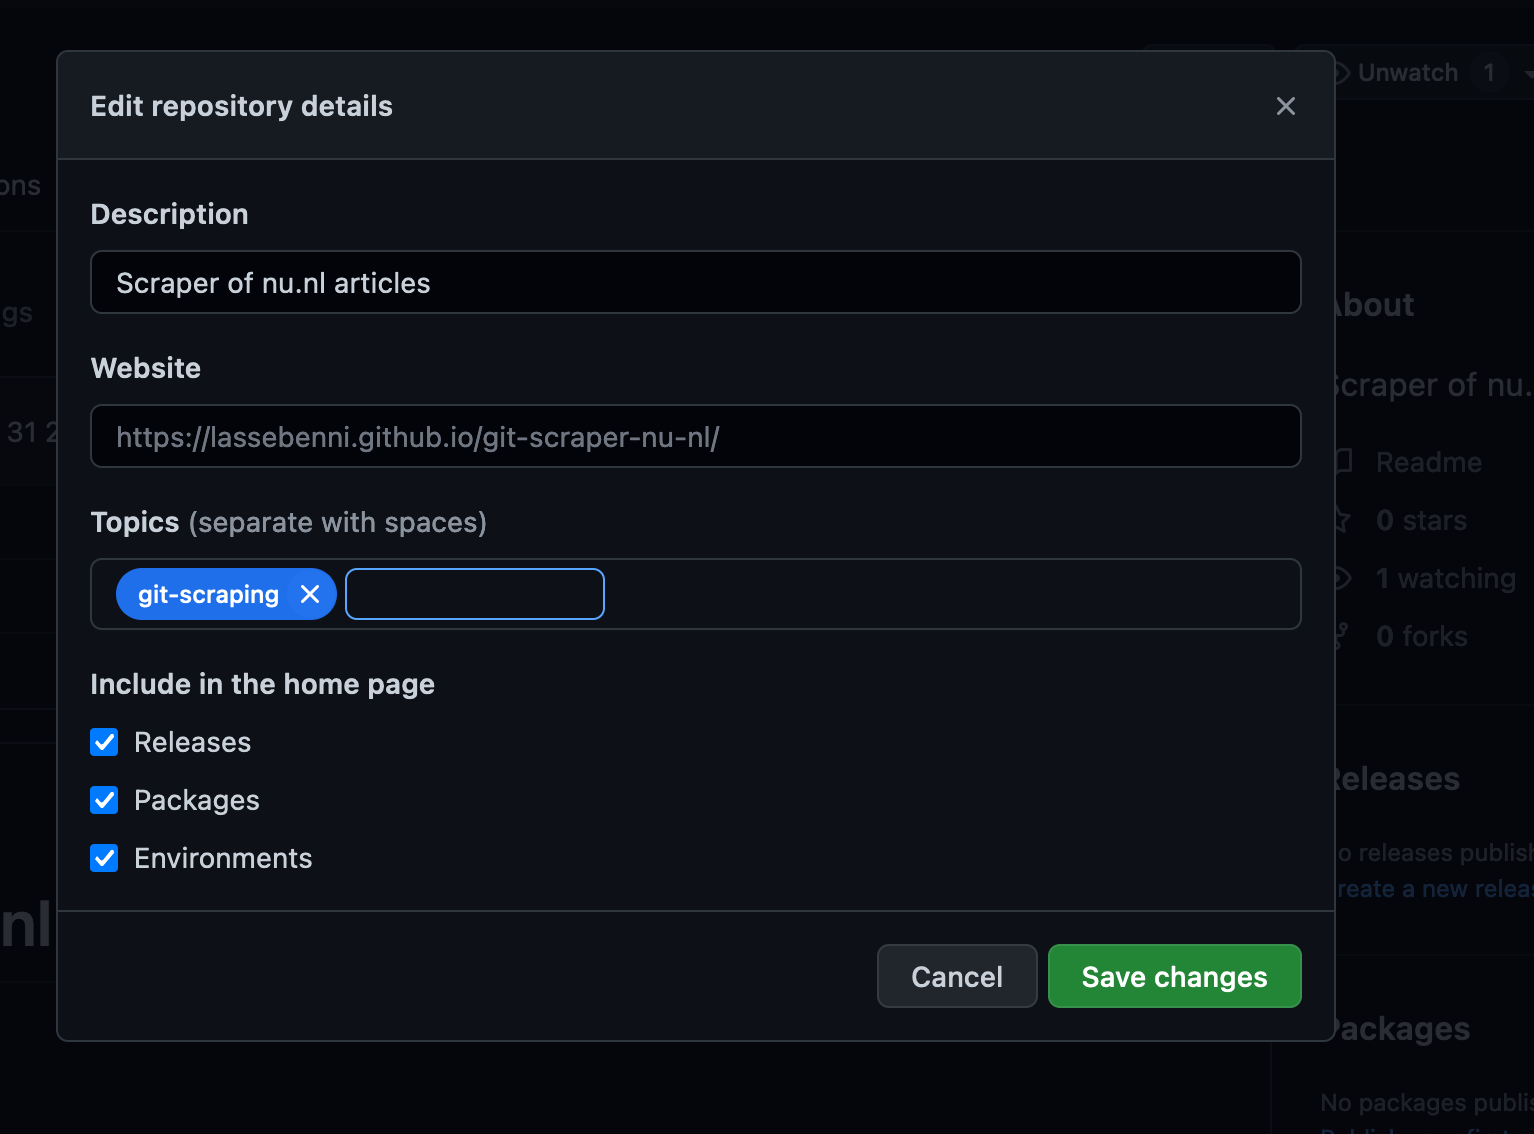 Edit repository details
Unwatch 1
ons
Description
Scraper of nu.nl articles
gs
About
Website
Scraper of nu.
https://lassebenni.github.io/git-scraper-nu-nl/
31 2
Readme
Topics (separate with spaces)
0 stars
git-scraping
1 watching
0 forks
Include in the home page
Releases
Packages
Environments
Releases
o releases publish
reate a new releas
nl
Cancel
Save changes
Packages
No packages publis